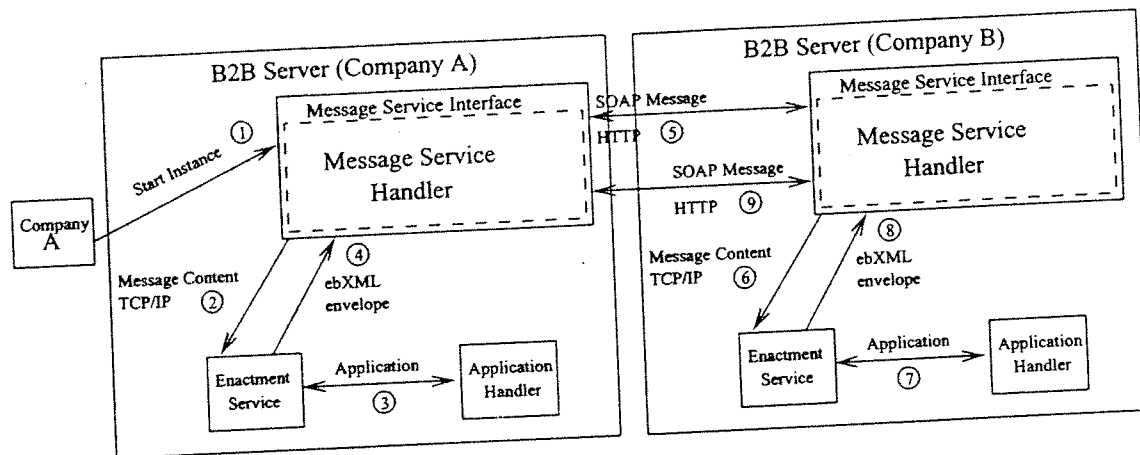 B2B Server (Company A)
Message Service Interface
Message Service
Handler
Start Instance
①
Company
A
Message Content
TCP/IP
②
④
ebXML
envelope
Enactment
Service
Application
③
Application
Handler
SOAP Message
HTTP
⑤
SOAP Message
HTTP
⑨
B2B Server (Company B)
Message Service Interface
Message Service
Handler
Message Content
TCP/IP
⑥
⑧
ebXML
envelope
Enactment
Service
Application
⑦
Application
Handler